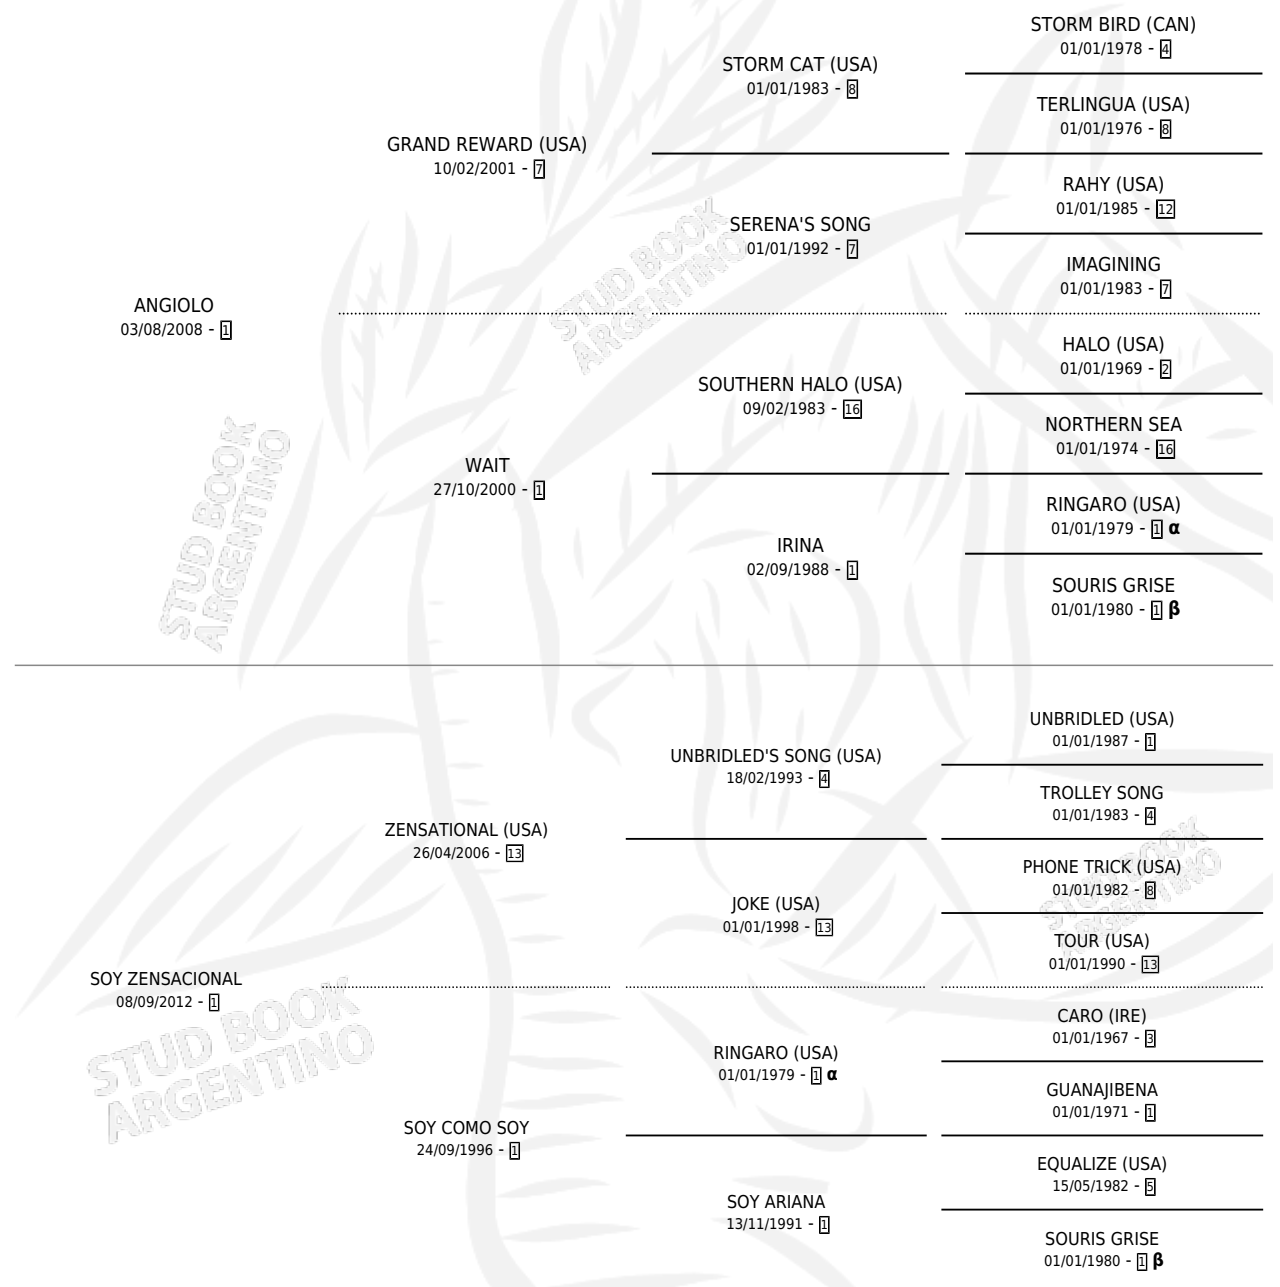 STORM BIRD (CAN)
01/01/1978 - 4
STORM CAT (USA)
01/01/1983 - 8
TERLINGUA (USA)
01/01/1976 - 8
GRAND REWARD (USA)
10/02/2001 - 7
RAHY (USA)
01/01/1985 - 12
SERENA'S SONG
01/01/1992 - 7
IMAGINING
01/01/1983 - 7
ANGIOLO
03/08/2008 - 1
HALO (USA)
01/01/1969 - 2
SOUTHERN HALO (USA)
09/02/1983 - 16
NORTHERN SEA
01/01/1974 - 16
WAIT
27/10/2000 - 1
RINGARO (USA)
01/01/1979 - 1 α
IRINA
02/09/1988 - 1
SOURIS GRISE
01/01/1980 - 1 β
STUD BOOK
ARGENTINO
STUD BOOK
ARGENTINO
UNBRIDLED (USA)
01/01/1987 - 1
UNBRIDLED'S SONG (USA)
18/02/1993 - 4
TROLLEY SONG
01/01/1983 - 4
ZENSATIONAL (USA)
26/04/2006 - 13
PHONE TRICK (USA)
01/01/1982 - 8
JOKE (USA)
01/01/1998 - 13
TOUR (USA)
01/01/1990 - 13
SOY ZENSACIONAL
08/09/2012 - 1
CARO (IRE)
01/01/1967 - 3
RINGARO (USA)
01/01/1979 - 1 α
GUANAJIBENA
01/01/1971 - 1
SOY COMO SOY
24/09/1996 - 1
EQUALIZE (USA)
15/05/1982 - 5
SOY ARIANA
13/11/1991 - 1
SOURIS GRISE
01/01/1980 - 1 β
STUD BOOK
ARGENTINO
STUD BOOK
ARGENTINO